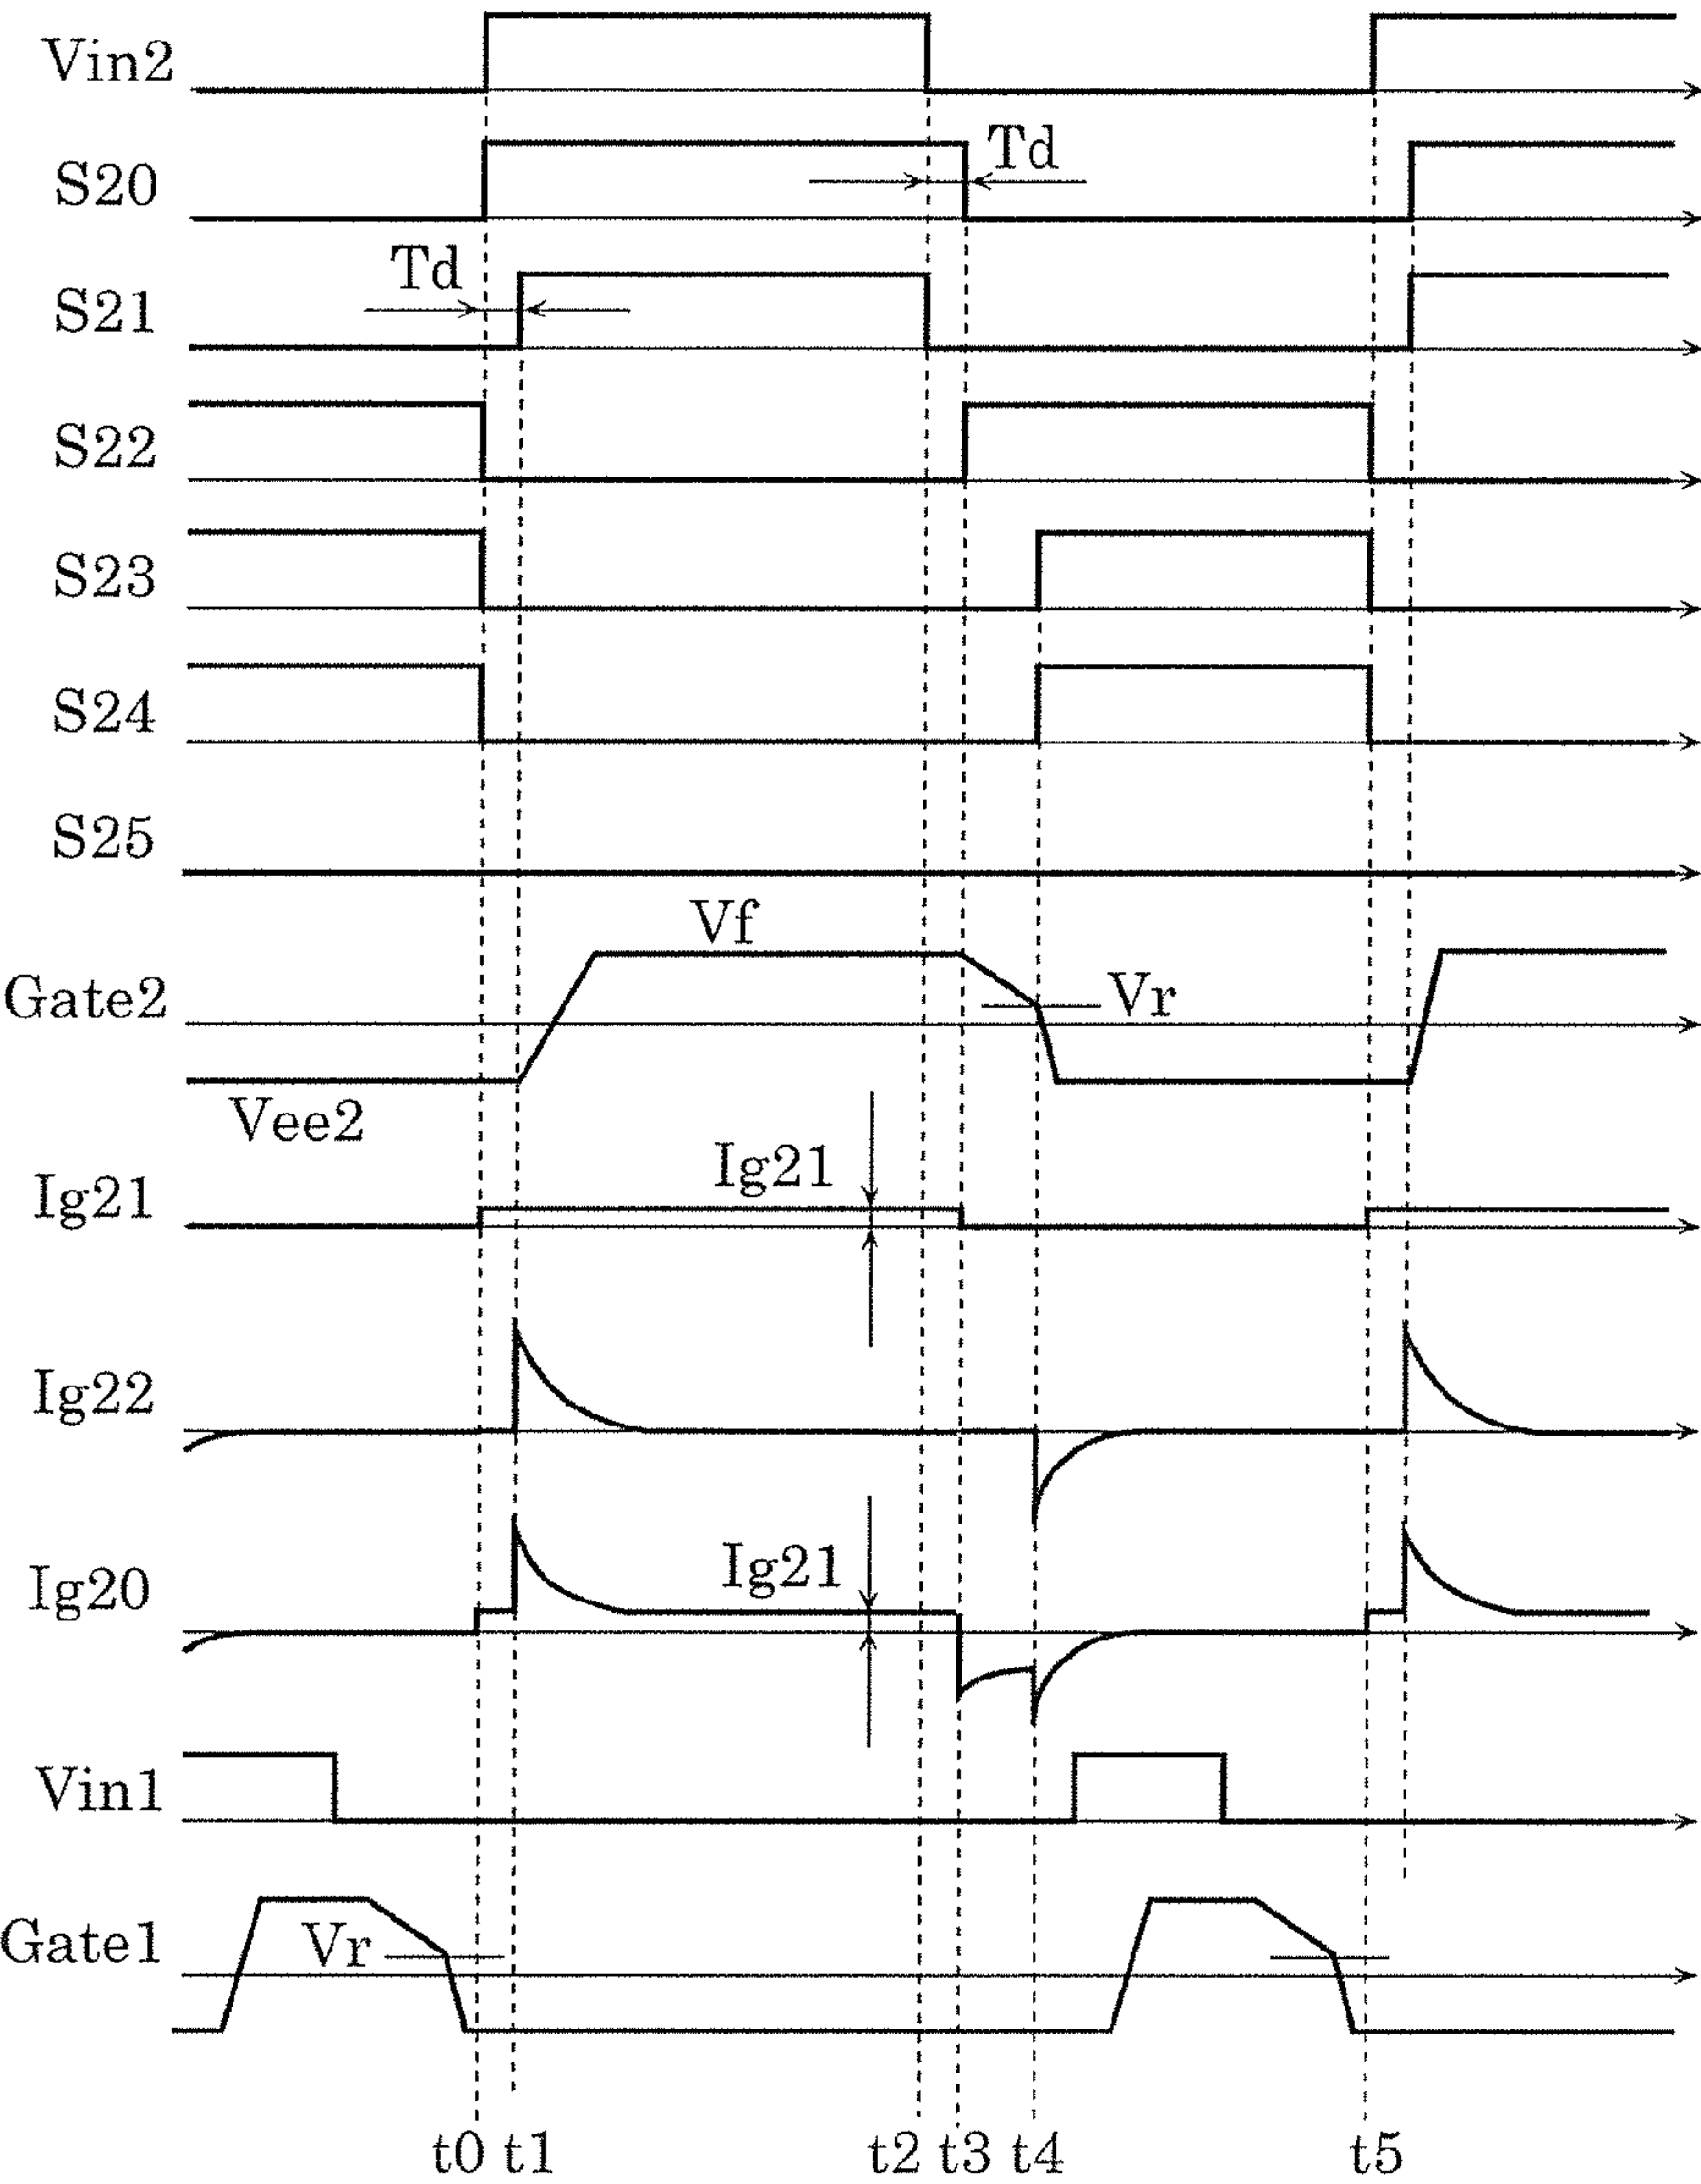 Vin2
Td
S20
Td
S21
S22
S23
S24
S25
Vf
Gate2
Vr
Vee2
Ig21
Ig21
Ig22
Ig21
Ig20
Vin1
Gate1
Vr
t0 t1 t2 t3 t4 t5